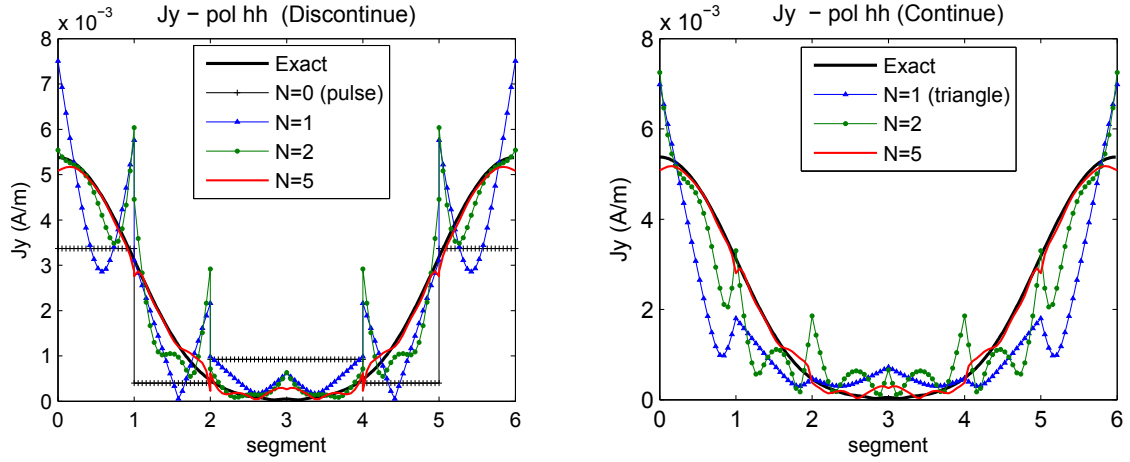 x 10⁻³
Jy – pol hh (Discontinue)
8
7
6
5
4
3
2
1
0
Jy (A/m)
Exact
N=0 (pulse)
N=1
N=2
N=5
0 1 2 3 4 5 6
segment
x 10⁻³
Jy – pol hh (Continue)
8
6
4
2
0
Jy (A/m)
Exact
N=1 (triangle)
N=2
N=5
0 1 2 3 4 5 6
segment